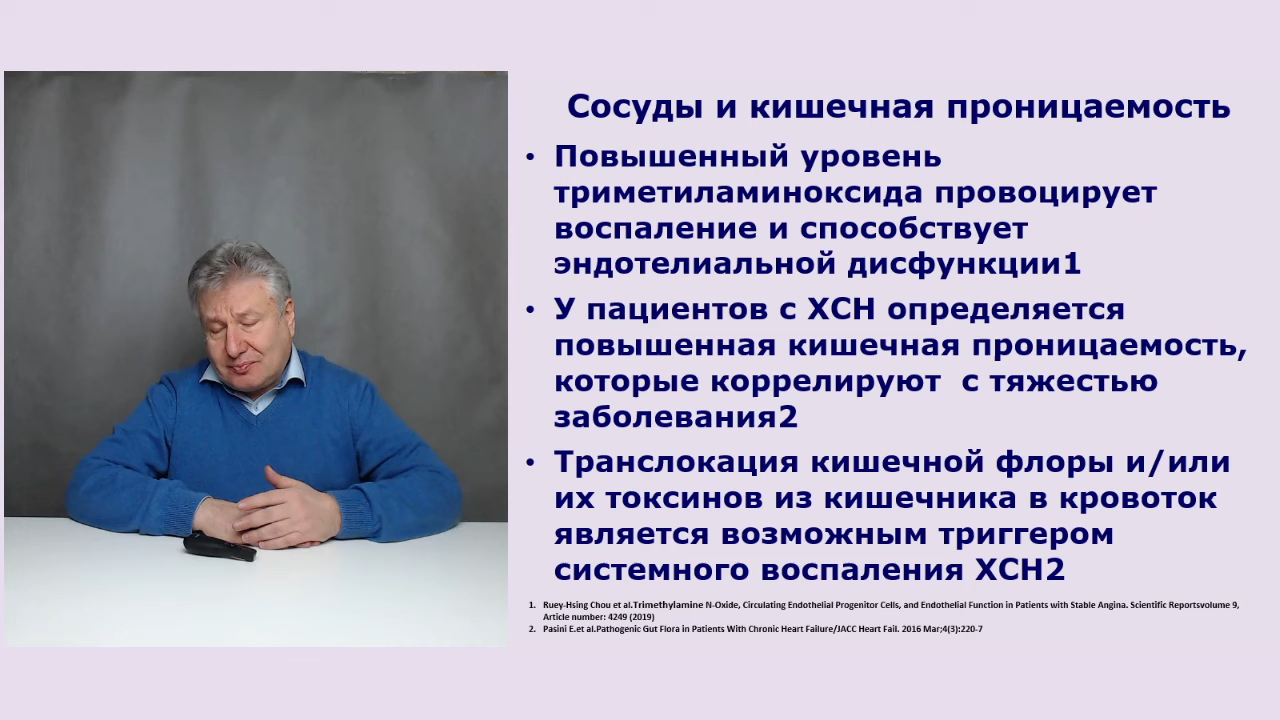 Сосуды и кишечная проницаемость
• Повышенный уровень
триметиламиноксида провоцирует
воспаление и способствует
эндотелиальной дисфункции1
• У пациентов с ХСН определяется
повышенная кишечная проницаемость,
которые коррелируют  с тяжестью
заболевания2
• Транслокация кишечной флоры и/или
их токсинов из кишечника в кровоток
является возможным триггером
системного воспаления ХСН2
1. Ruey-Hsing Chou et al.Trimethylamine N-Oxide, Circulating Endothelial Progenitor Cells, and Endothelial Function in Patients with Stable Angina. Scientific Reportsvolume 9,
Article number: 4249 (2019)
2. Pasini E.et al.Pathogenic Gut Flora in Patients With Chronic Heart Failure/JACC Heart Fail. 2016 Mar;4(3):220-7